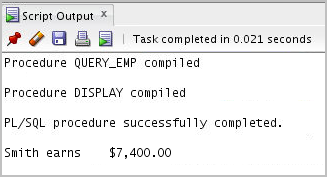 Script Output x
Task completed in 0.021 seconds
Procedure QUERY_EMP compiled
Procedure DISPLAY compiled
PL/SQL procedure successfully completed.
Smith earns    $7,400.00